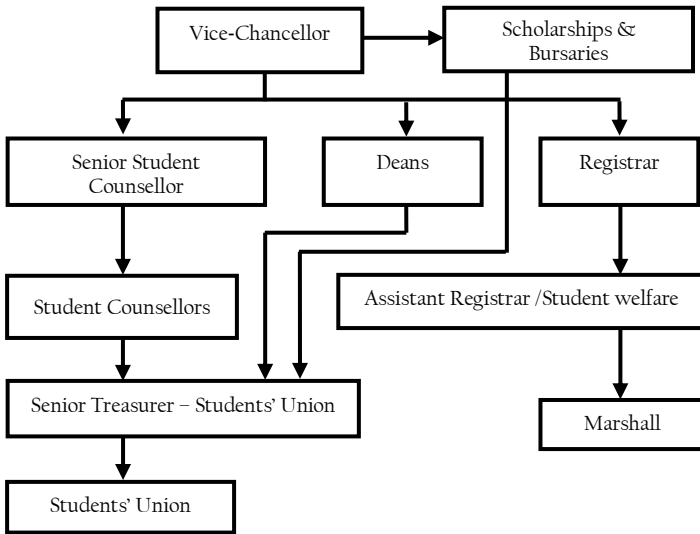 Vice-Chancellor
Scholarships &
Bursaries
Senior Student
Counsellor
Deans
Registrar
Student Counsellors
Assistant Registrar /Student welfare
Senior Treasurer – Students’ Union
Marshall
Students’ Union